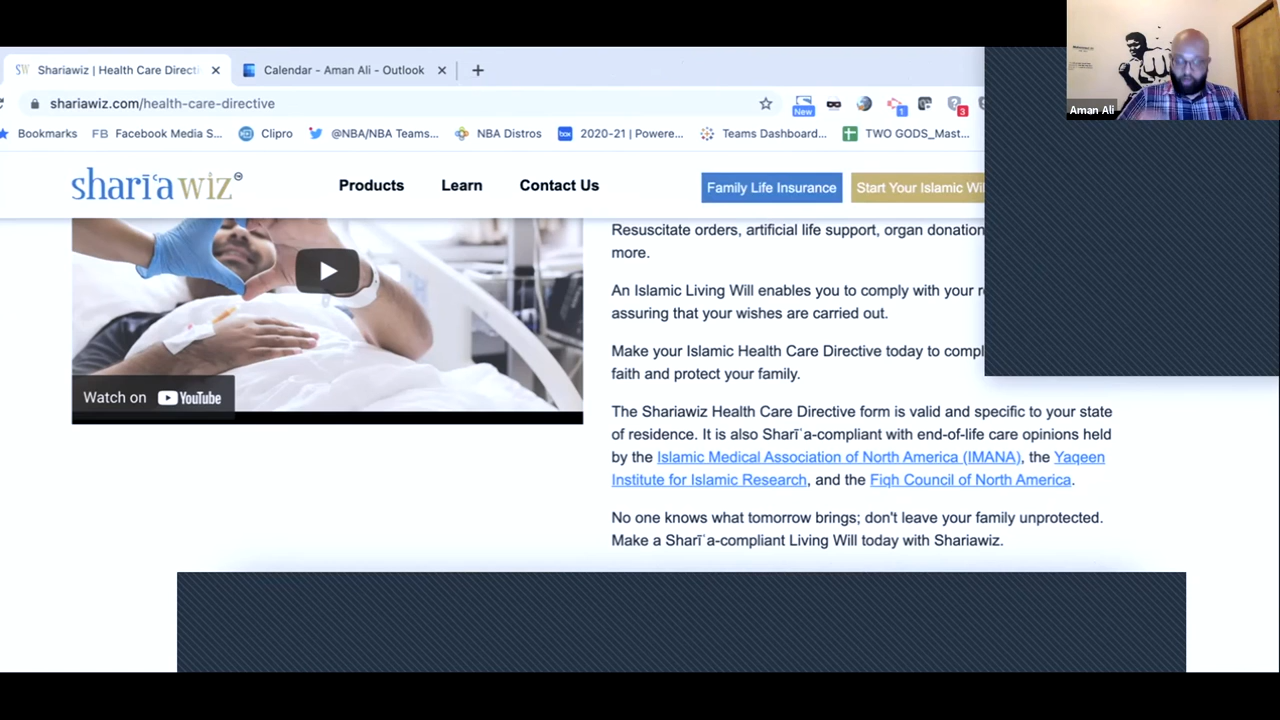 Shariawiz | Health Care Directi
Calendar - Aman Ali - Outlook
shariawiz.com/health-care-directive
New
1
3
Bookmarks
FB Facebook Media S...
Clipro
@NBA/NBA Teams...
NBA Distros
box 2020-21 | Powere...
Teams Dashboard...
TWO GODS_Mast...
Aman Ali
sharīʿa wiz
Products
Learn
Contact Us
Family Life Insurance
Start Your Islamic Wil
Watch on YouTube
Resuscitate orders, artificial life support, organ donation
more.
An Islamic Living Will enables you to comply with your r
assuring that your wishes are carried out.
Make your Islamic Health Care Directive today to compl
faith and protect your family.
The Shariawiz Health Care Directive form is valid and specific to your state
of residence. It is also Sharīʿa-compliant with end-of-life care opinions held
by the Islamic Medical Association of North America (IMANA), the Yaqeen
Institute for Islamic Research, and the Fiqh Council of North America.
No one knows what tomorrow brings; don't leave your family unprotected.
Make a Sharīʿa-compliant Living Will today with Shariawiz.